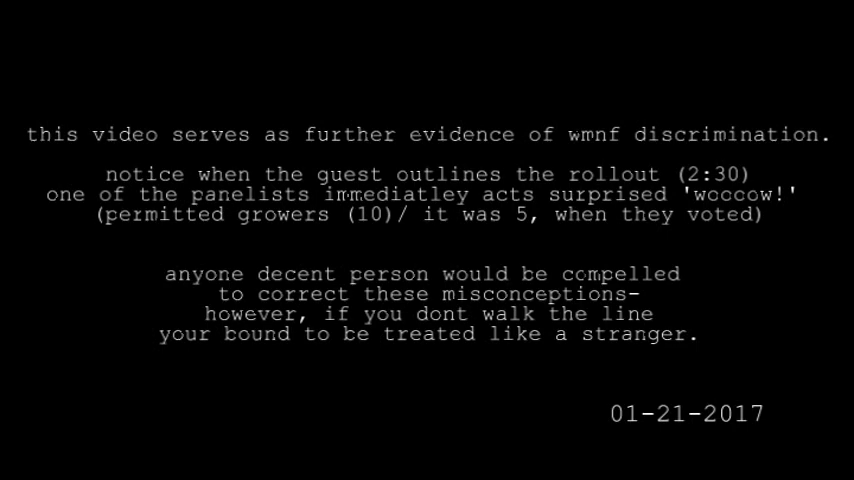 this video serves as further evidence of wmnf discrimination.
notice when the guest outlines the rollout (2:30)
one of the panelists immediatley acts surprised 'wooow!'
(permitted growers (10)/ it was 5, when they voted)
anyone decent person would be compelled
to correct these misconceptions-
however, if you dont walk the line
your bound to be treated like a stranger.
01-21-2017